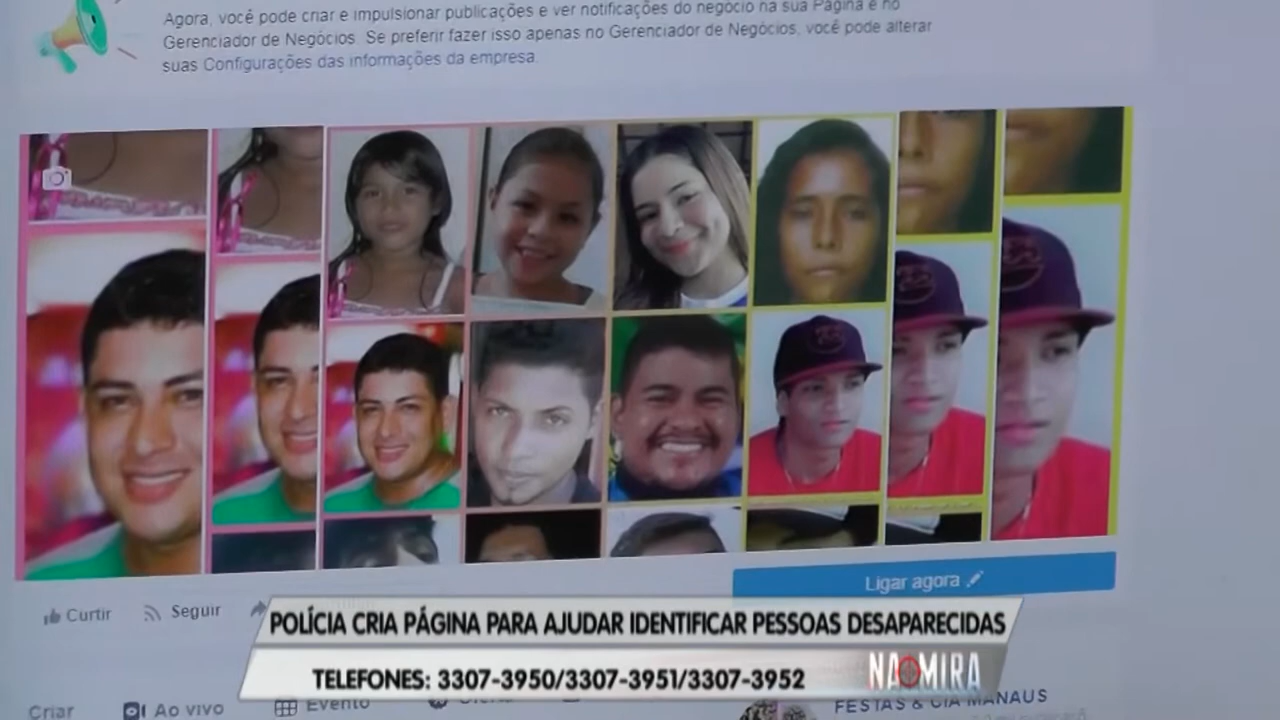 Agora, você pode criar e impulsionar publicações e ver notificações do negócio na sua Página e no
Gerenciador de Negócios. Se preferir fazer isso apenas no Gerenciador de Negócios, você pode alterar
suas Configurações das informações da empresa.
Ligar agora
Curtir
Seguir
POLÍCIA CRIA PÁGINA PARA AJUDAR IDENTIFICAR PESSOAS DESAPARECIDAS
TELEFONES: 3307-3950/3307-3951/3307-3952
NA MIRA
Criar
Ao vivo
Evento
FESTAS & CIA MANAUS